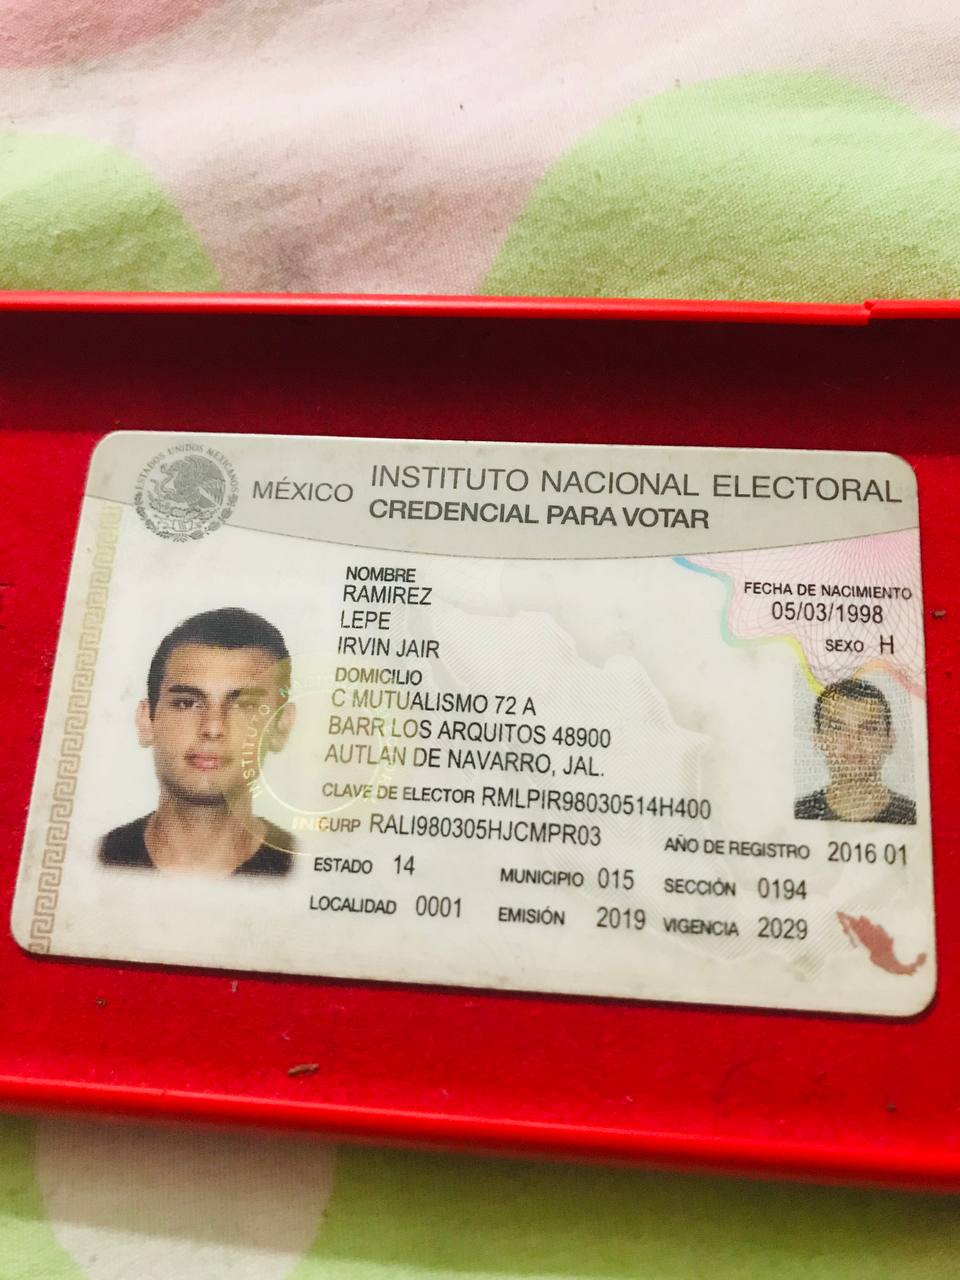 ESTADOS UNIDOS MEXICANOS
MÉXICO INSTITUTO NACIONAL ELECTORAL
CREDENCIAL PARA VOTAR
NOMBRE
RAMIREZ
LEPE
IRVIN JAIR
DOMICILIO
C MUTUALISMO 72 A
BARR LOS ARQUITOS 48900
AUTLAN DE NAVARRO, JAL.
CLAVE DE ELECTOR RMLPIR98030514H400
CURP RALI980305HJCMPR03
ESTADO 14
MUNICIPIO 015
SECCIÓN 0194
LOCALIDAD 0001
EMISIÓN 2019
VIGENCIA 2029
FECHA DE NACIMIENTO
05/03/1998
SEXO H
AÑO DE REGISTRO 2016 01